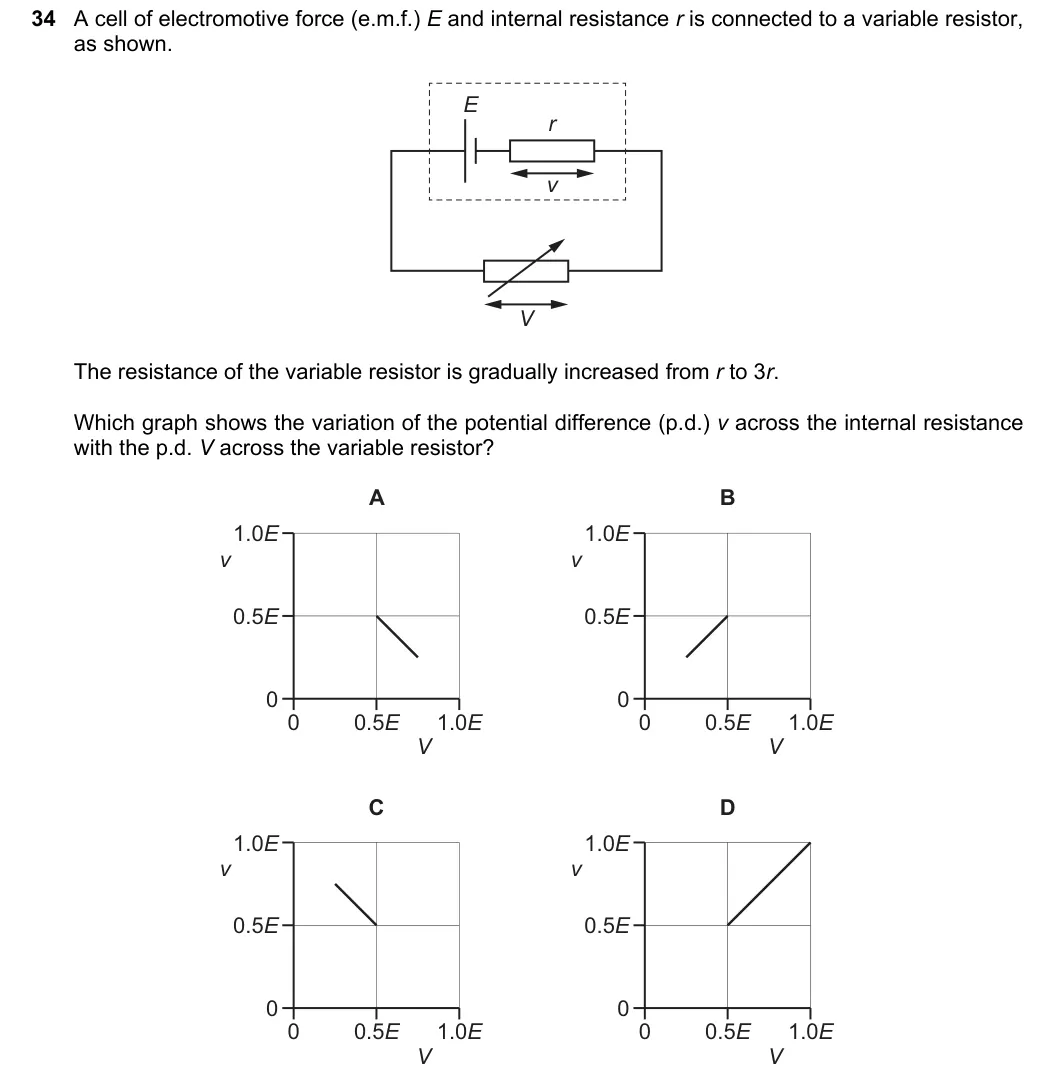 34 A cell of electromotive force (e.m.f.) E and internal resistance r is connected to a variable resistor,
as shown.
E
r
v
V
The resistance of the variable resistor is gradually increased from r to 3r.
Which graph shows the variation of the potential difference (p.d.) v across the internal resistance
with the p.d. V across the variable resistor?
A
1.0E
v
0.5E
0
0 0.5E 1.0E
V
B
1.0E
v
0.5E
0
0 0.5E 1.0E
V
C
1.0E
v
0.5E
0
0 0.5E 1.0E
V
D
1.0E
v
0.5E
0
0 0.5E 1.0E
V